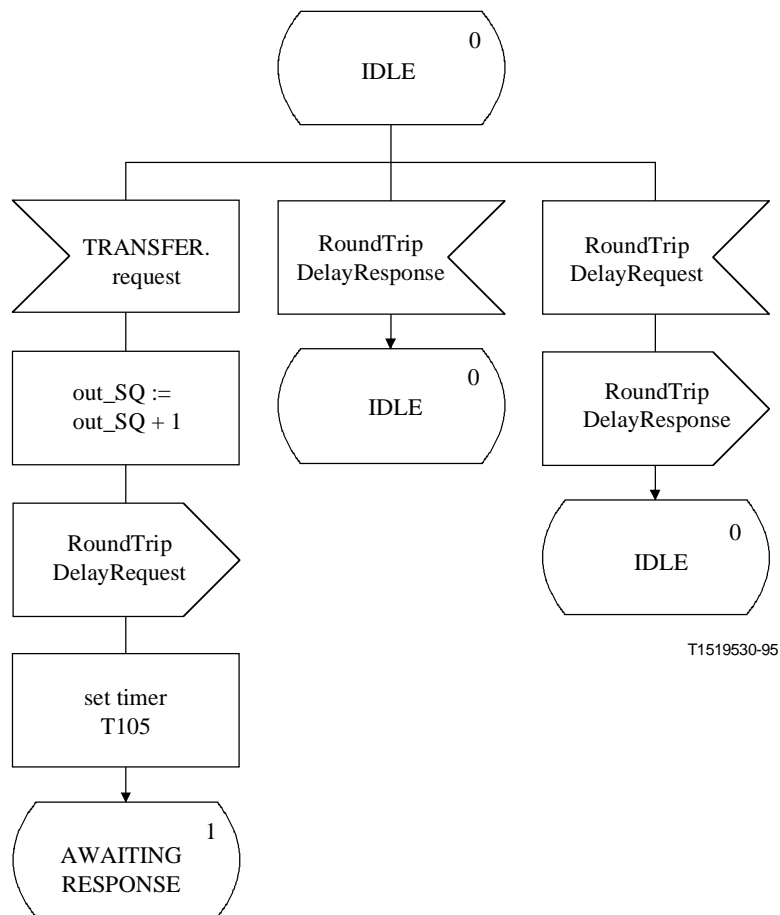 0
IDLE
TRANSFER.
request
RoundTrip
DelayResponse
RoundTrip
DelayRequest
out_SQ :=
out_SQ + 1
0
IDLE
RoundTrip
DelayResponse
RoundTrip
DelayRequest
0
IDLE
T1519530-95
set timer
T105
1
AWAITING
RESPONSE